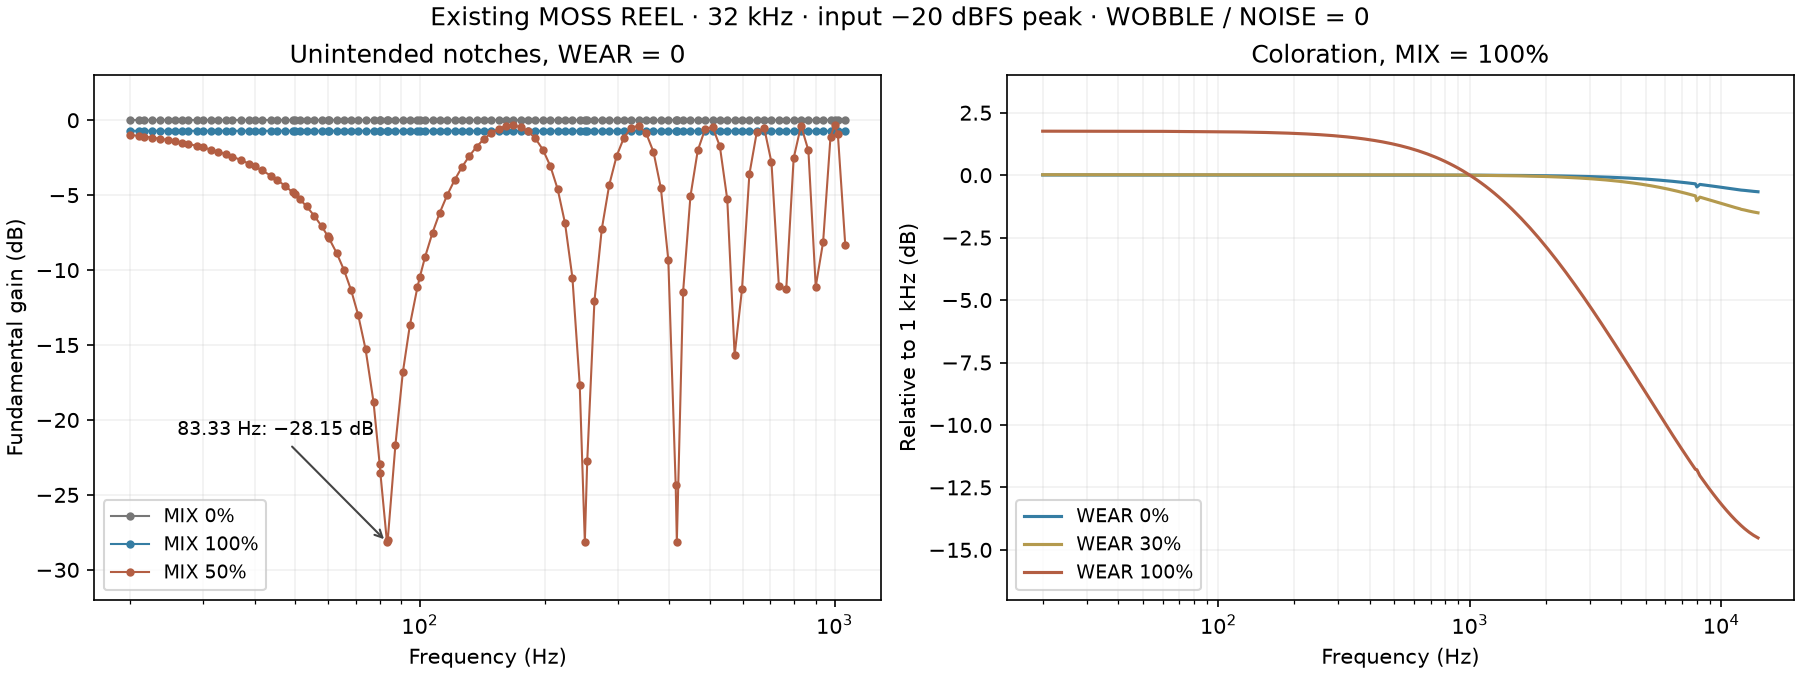 Existing MOSS REEL · 32 kHz · input −20 dBFS peak · WOBBLE / NOISE = 0
Unintended notches, WEAR = 0
Fundamental gain (dB)
0
−5
−10
−15
−20
−25
−30
83.33 Hz: −28.15 dB
MIX 0%
MIX 100%
MIX 50%
10²
10³
Frequency (Hz)
Coloration, MIX = 100%
Relative to 1 kHz (dB)
2.5
0.0
−2.5
−5.0
−7.5
−10.0
−12.5
−15.0
WEAR 0%
WEAR 30%
WEAR 100%
10²
10³
10⁴
Frequency (Hz)